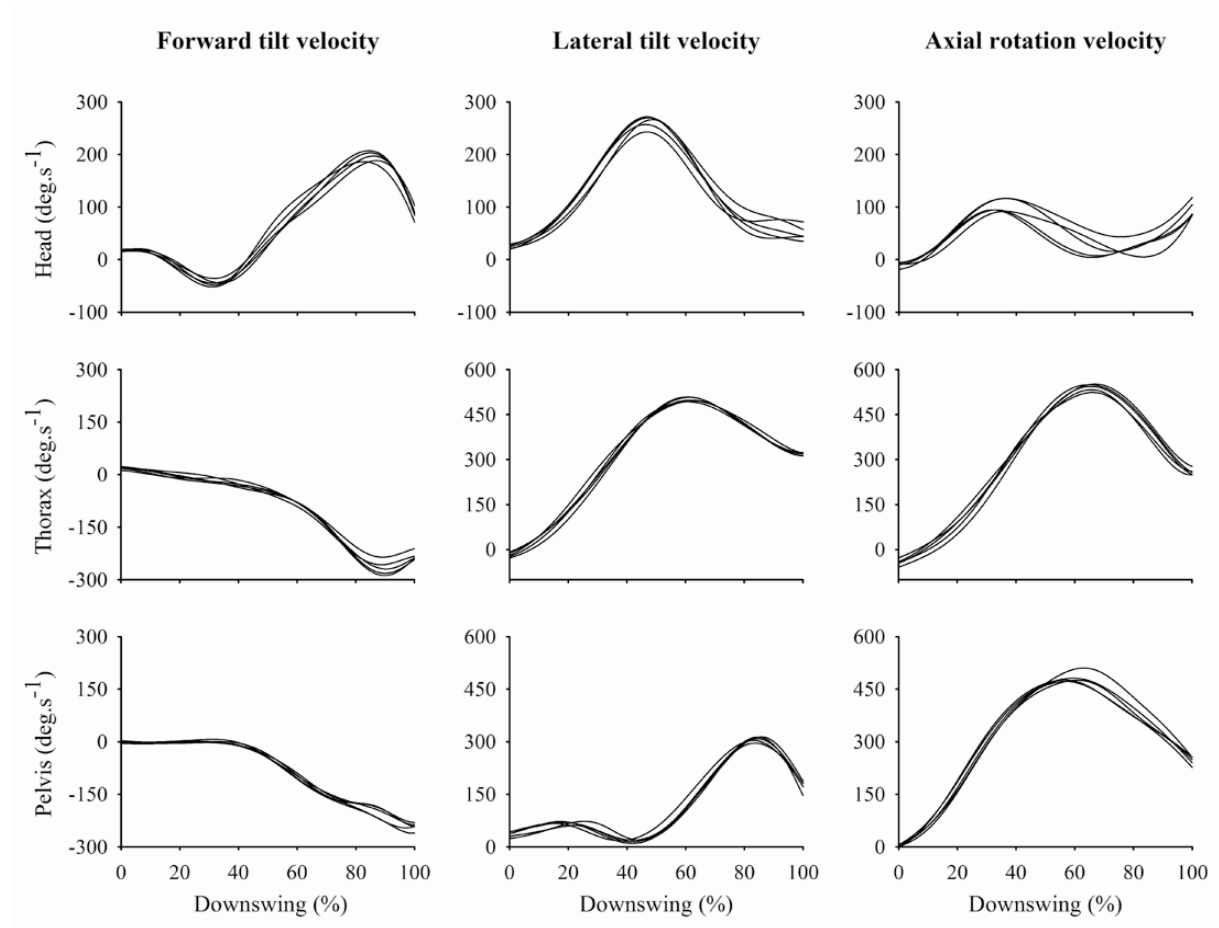 Forward tilt velocity Lateral tilt velocity Axial rotation velocity
Head (deg.s-1)
300 300 300
200 200 200
100 100 100
0 0 0
-100 -100 -100
Thorax (deg.s-1)
300 600 600
150 450 450
0 300 300
-150 150 150
-300 0 0
Pelvis (deg.s-1)
300 600 600
150 450 450
0 300 300
-150 150 150
-300 0 0
0 20 40 60 80 100 0 20 40 60 80 100 0 20 40 60 80 100
Downswing (%) Downswing (%) Downswing (%)